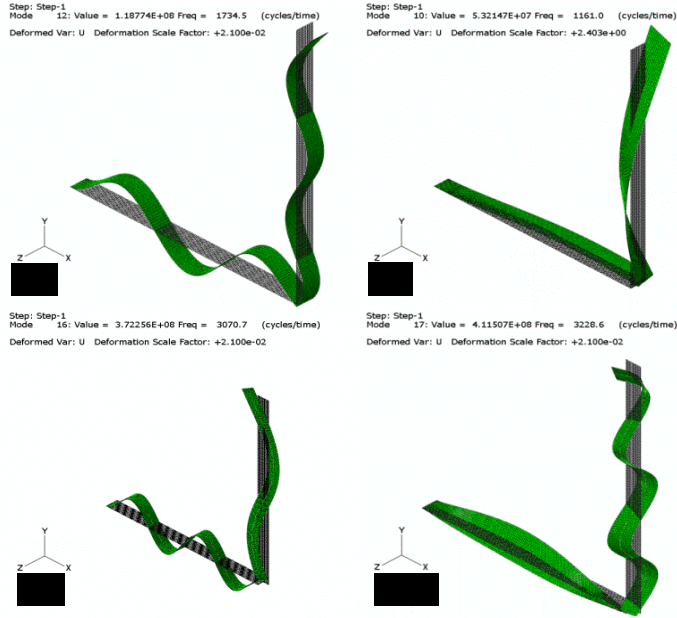 Step: Step-1
Mode 12: Value = 1.18774E+08 Freq = 1734.5 (cycles/time)
Deformed Var: U Deformation Scale Factor: +2.100e-02
Y
Z X
Step: Step-1
Mode 10: Value = 5.32147E+07 Freq = 1161.0 (cycles/time)
Deformed Var: U Deformation Scale Factor: +2.403e+00
Y
Z X
Step: Step-1
Mode 16: Value = 3.72256E+08 Freq = 3070.7 (cycles/time)
Deformed Var: U Deformation Scale Factor: +2.100e-02
Y
Z X
Step: Step-1
Mode 17: Value = 4.11507E+08 Freq = 3228.6 (cycles/time)
Deformed Var: U Deformation Scale Factor: +2.100e-02
Y
Z X